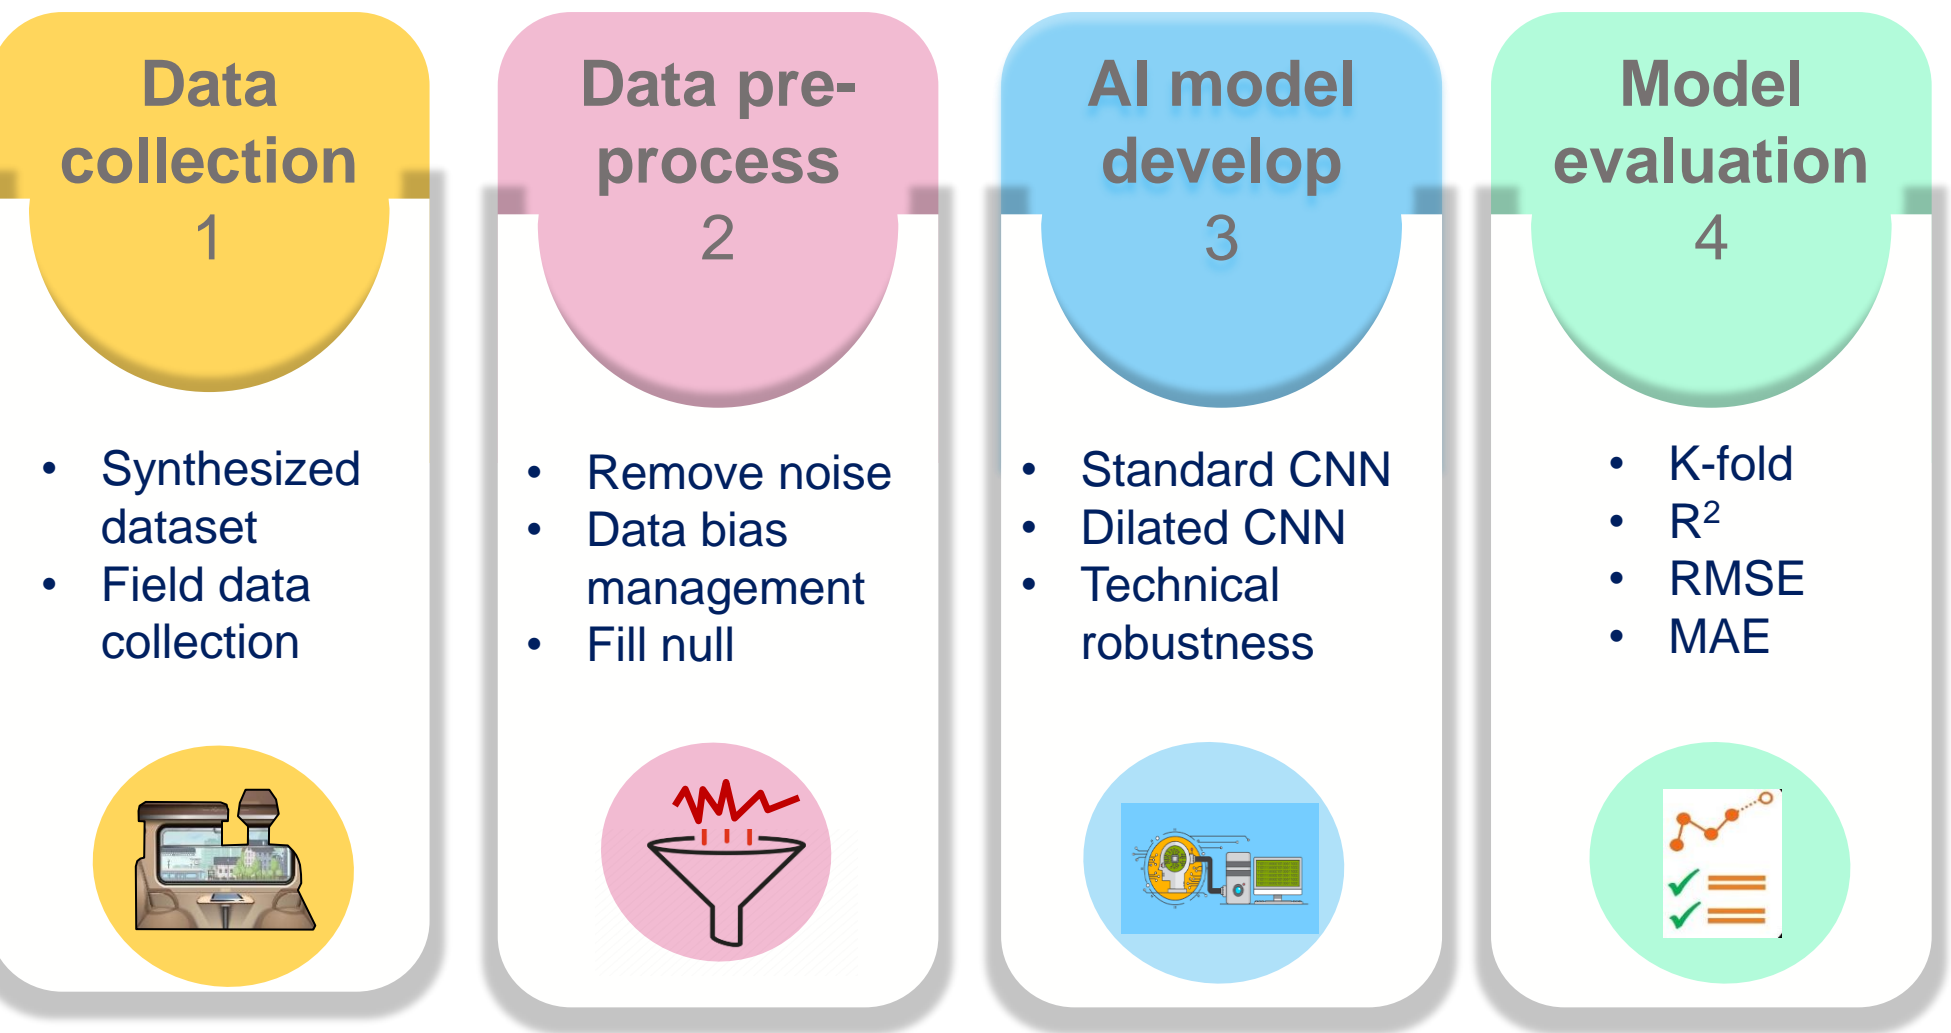 Data
collection
1
• Synthesized
dataset
• Field data
collection
Data pre-
process
2
• Remove noise
• Data bias
management
• Fill null
AI model
develop
3
• Standard CNN
• Dilated CNN
• Technical
robustness
Model
evaluation
4
• K-fold
• R²
• RMSE
• MAE